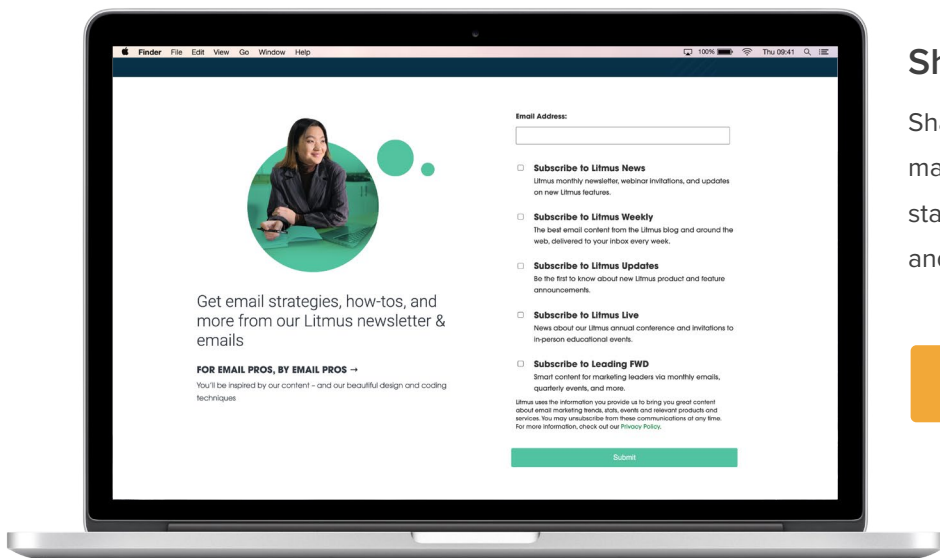 Finder File Edit View Go Window Help
100% Thu 09:41
Email Address:
Subscribe to Litmus News
Litmus monthly newsletter, webinar invitations, and updates
on new Litmus features.
Subscribe to Litmus Weekly
The best email content from the Litmus blog and around the
web, delivered to your inbox every week.
Subscribe to Litmus Updates
Be the first to know about new Litmus product and feature
announcements.
Subscribe to Litmus Live
News about our Litmus annual conference and invitations to
in-person educational events.
Subscribe to Leading FWD
Smart content for marketing leaders via monthly emails,
quarterly events, and more.
Litmus uses the information you provide us to bring you great content
about email marketing trends, stats, events and relevant products and
services. You may unsubscribe from these communications at any time.
For more information, check out our Privacy Policy.
Submit
Get email strategies, how-tos, and
more from our Litmus newsletter &
emails
FOR EMAIL PROS, BY EMAIL PROS →
You'll be inspired by our content – and our beautiful design and coding
techniques